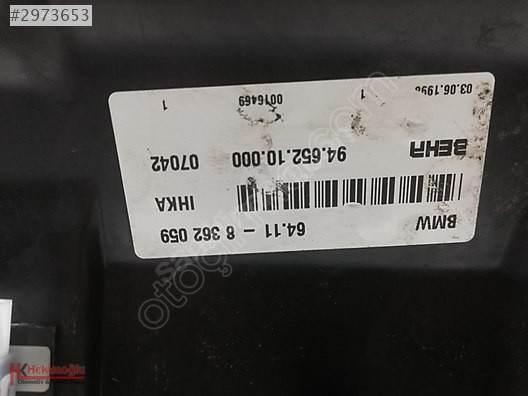 #2973653
BMW 64.11 – 8 362 059
IHKA
BEHR 94.652.10.000 07042
03.06.199 1 0016469 1
Hekimoğlu